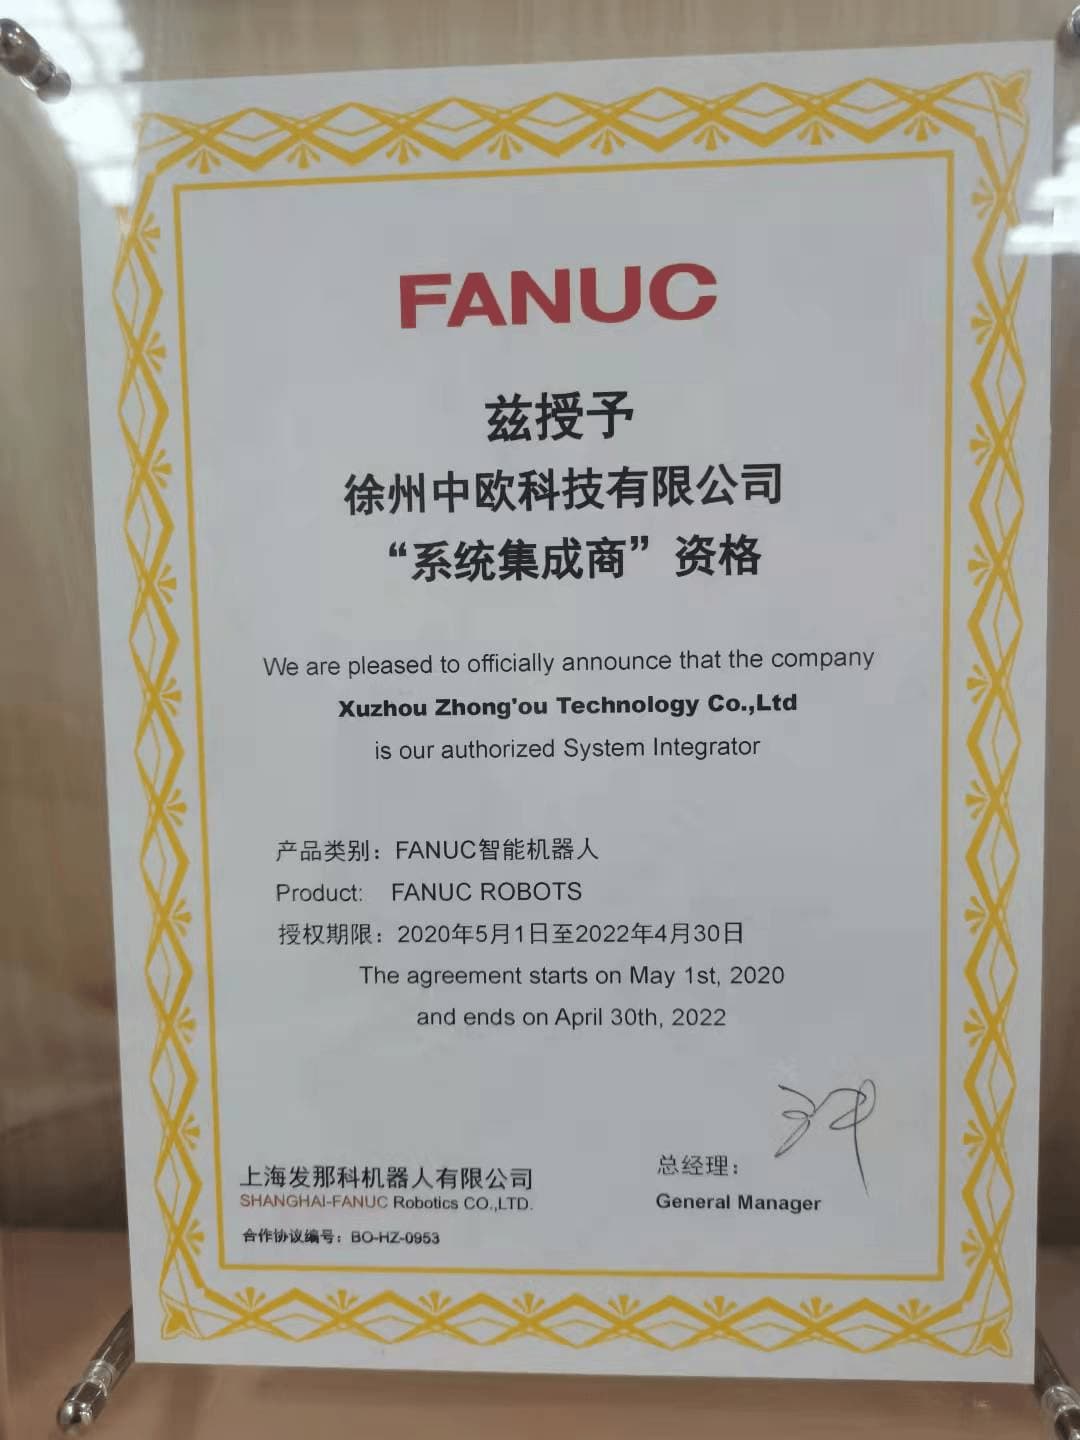 FANUC
兹授予
徐州中欧科技有限公司
“系统集成商”资格
We are pleased to officially announce that the company
Xuzhou Zhong'ou Technology Co.,Ltd
is our authorized System Integrator
产品类别：FANUC智能机器人
Product: FANUC ROBOTS
授权期限：2020年5月1日至2022年4月30日
The agreement starts on May 1st, 2020
and ends on April 30th, 2022
上海发那科机器人有限公司
SHANGHAI-FANUC Robotics CO.,LTD.
合作协议编号：BO-HZ-0953
总经理：
General Manager